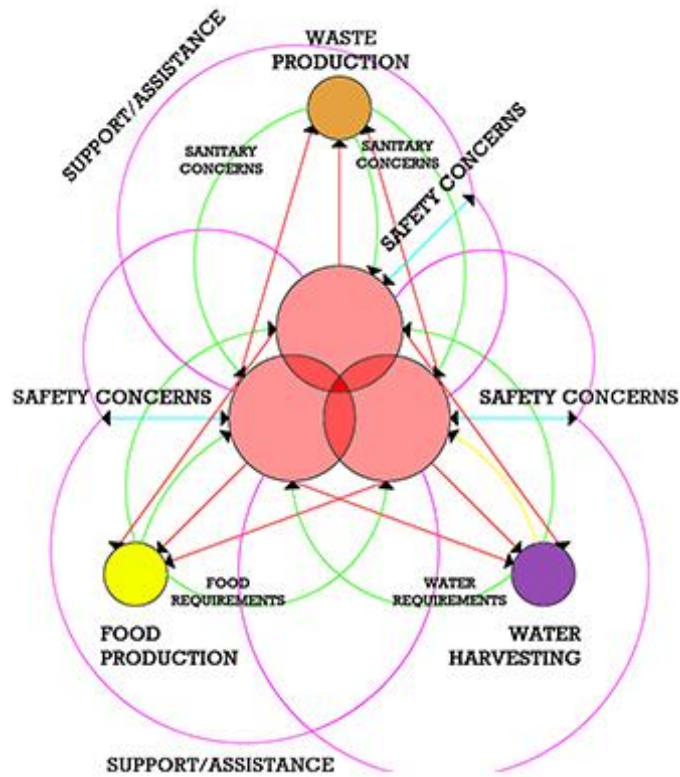 WASTE
PRODUCTION
SUPPORT/ASSISTANCE
SANITARY
CONCERNS
SANITARY
CONCERNS
SAFETY CONCERNS
SAFETY CONCERNS
SAFETY CONCERNS
FOOD
REQUIREMENTS
WATER
REQUIREMENTS
FOOD
PRODUCTION
WATER
HARVESTING
SUPPORT/ASSISTANCE